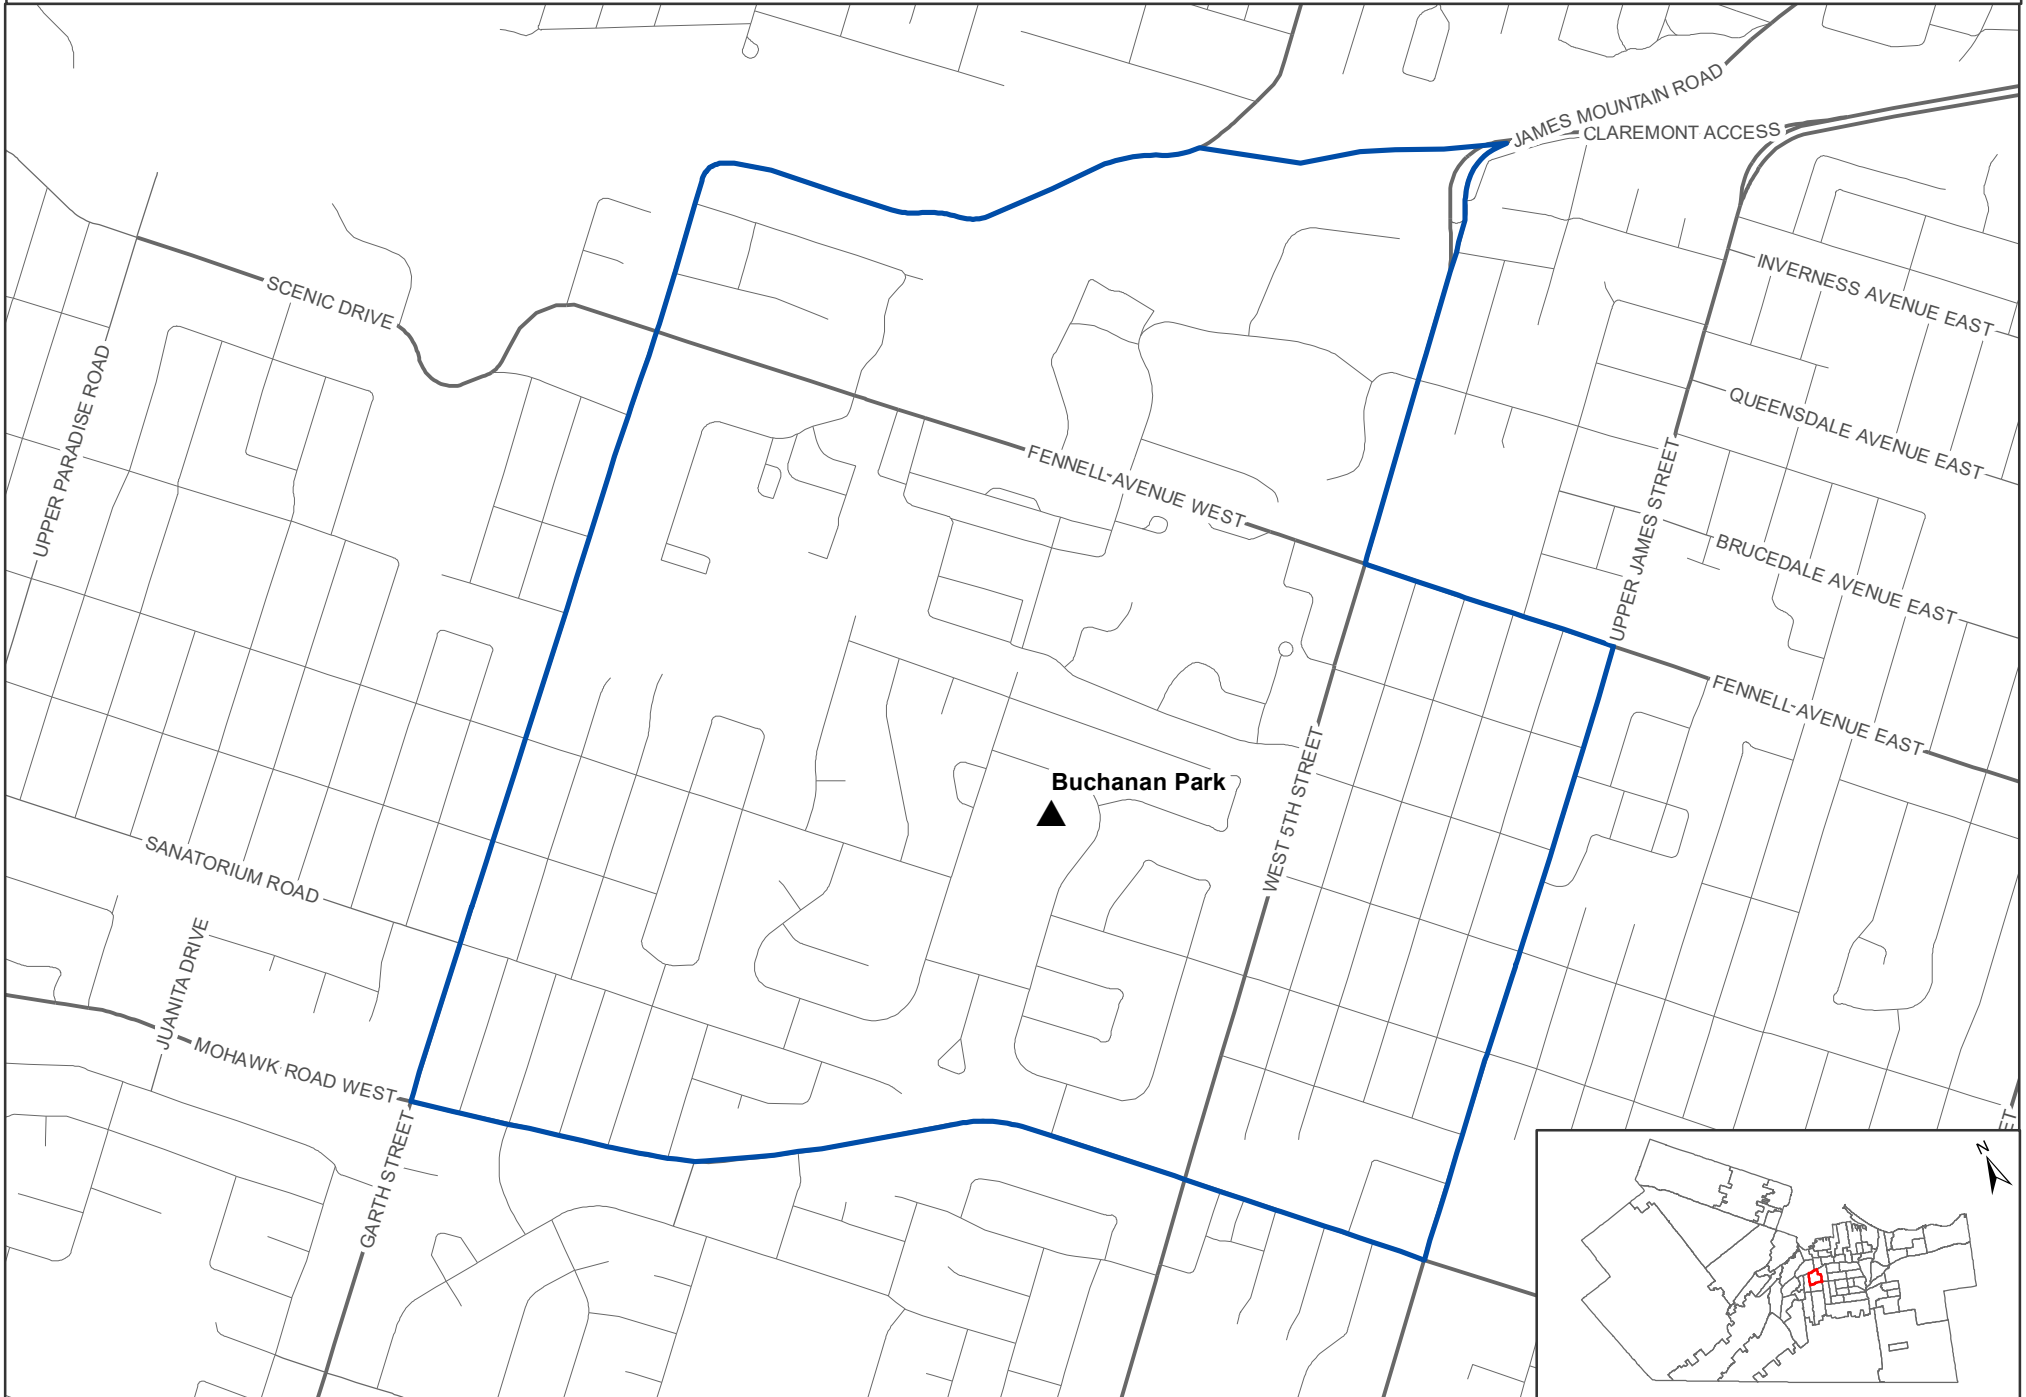 JAMES MOUNTAIN ROAD
CLAREMONT ACCESS
SCENIC DRIVE
INVERNESS AVENUE EAST
UPPER PARADISE ROAD
QUEENSDALE AVENUE EAST
FENNELL AVENUE WEST
UPPER JAMES STREET
BRUCEDALE AVENUE EAST
FENNELL AVENUE EAST
Buchanan Park
WEST 5TH STREET
SANATORIUM ROAD
JUANITA DRIVE
MOHAWK ROAD WEST
GARTH STREET
ET
N